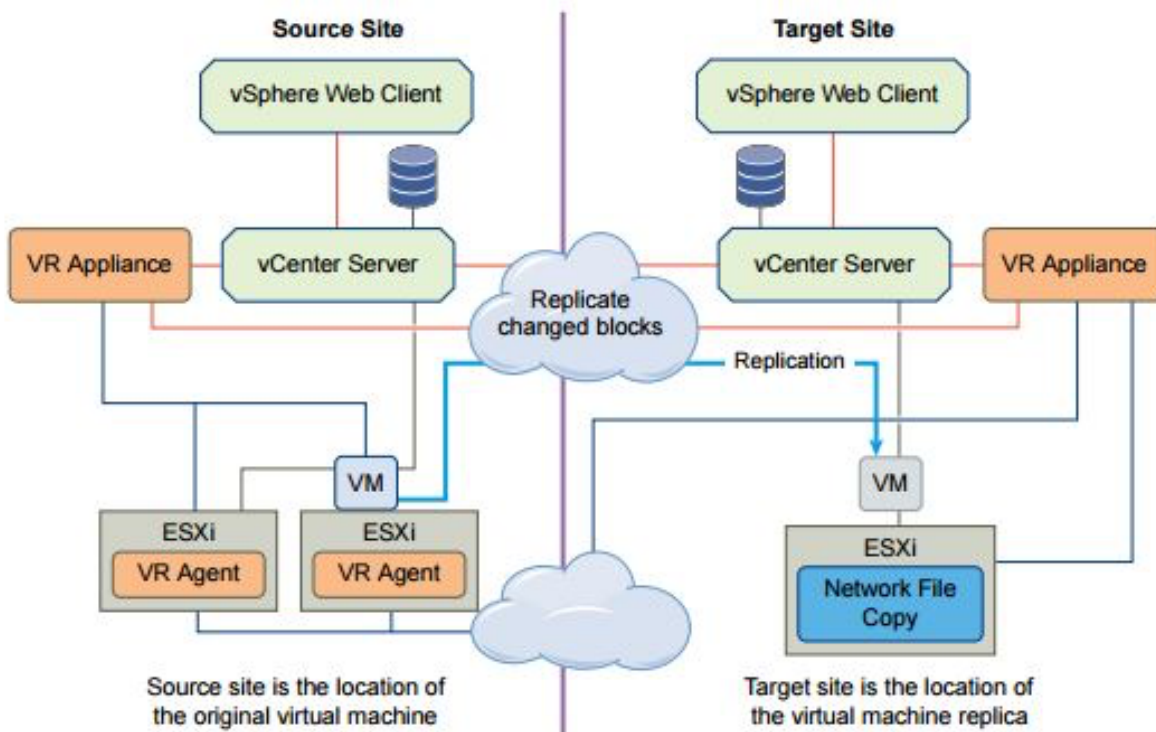 Source Site
Target Site
vSphere Web Client
vSphere Web Client
VR Appliance
vCenter Server
vCenter Server
VR Appliance
Replicate
changed blocks
Replication
VM
VM
ESXi
ESXi
ESXi
VR Agent
VR Agent
Network File
Copy
Source site is the location of
the original virtual machine
Target site is the location of
the virtual machine replica